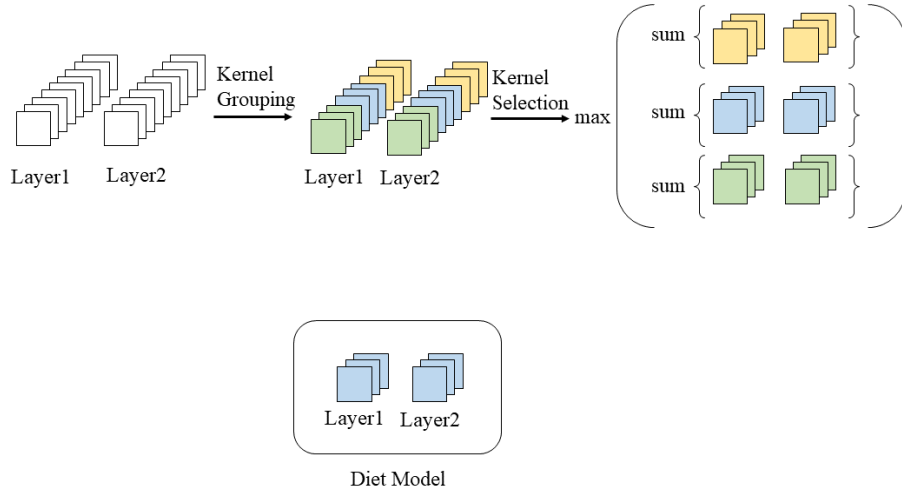 Layer1
Layer2
Kernel
Grouping
Layer1
Layer2
Kernel
Selection
max
sum
sum
sum
Layer1
Layer2
Diet Model